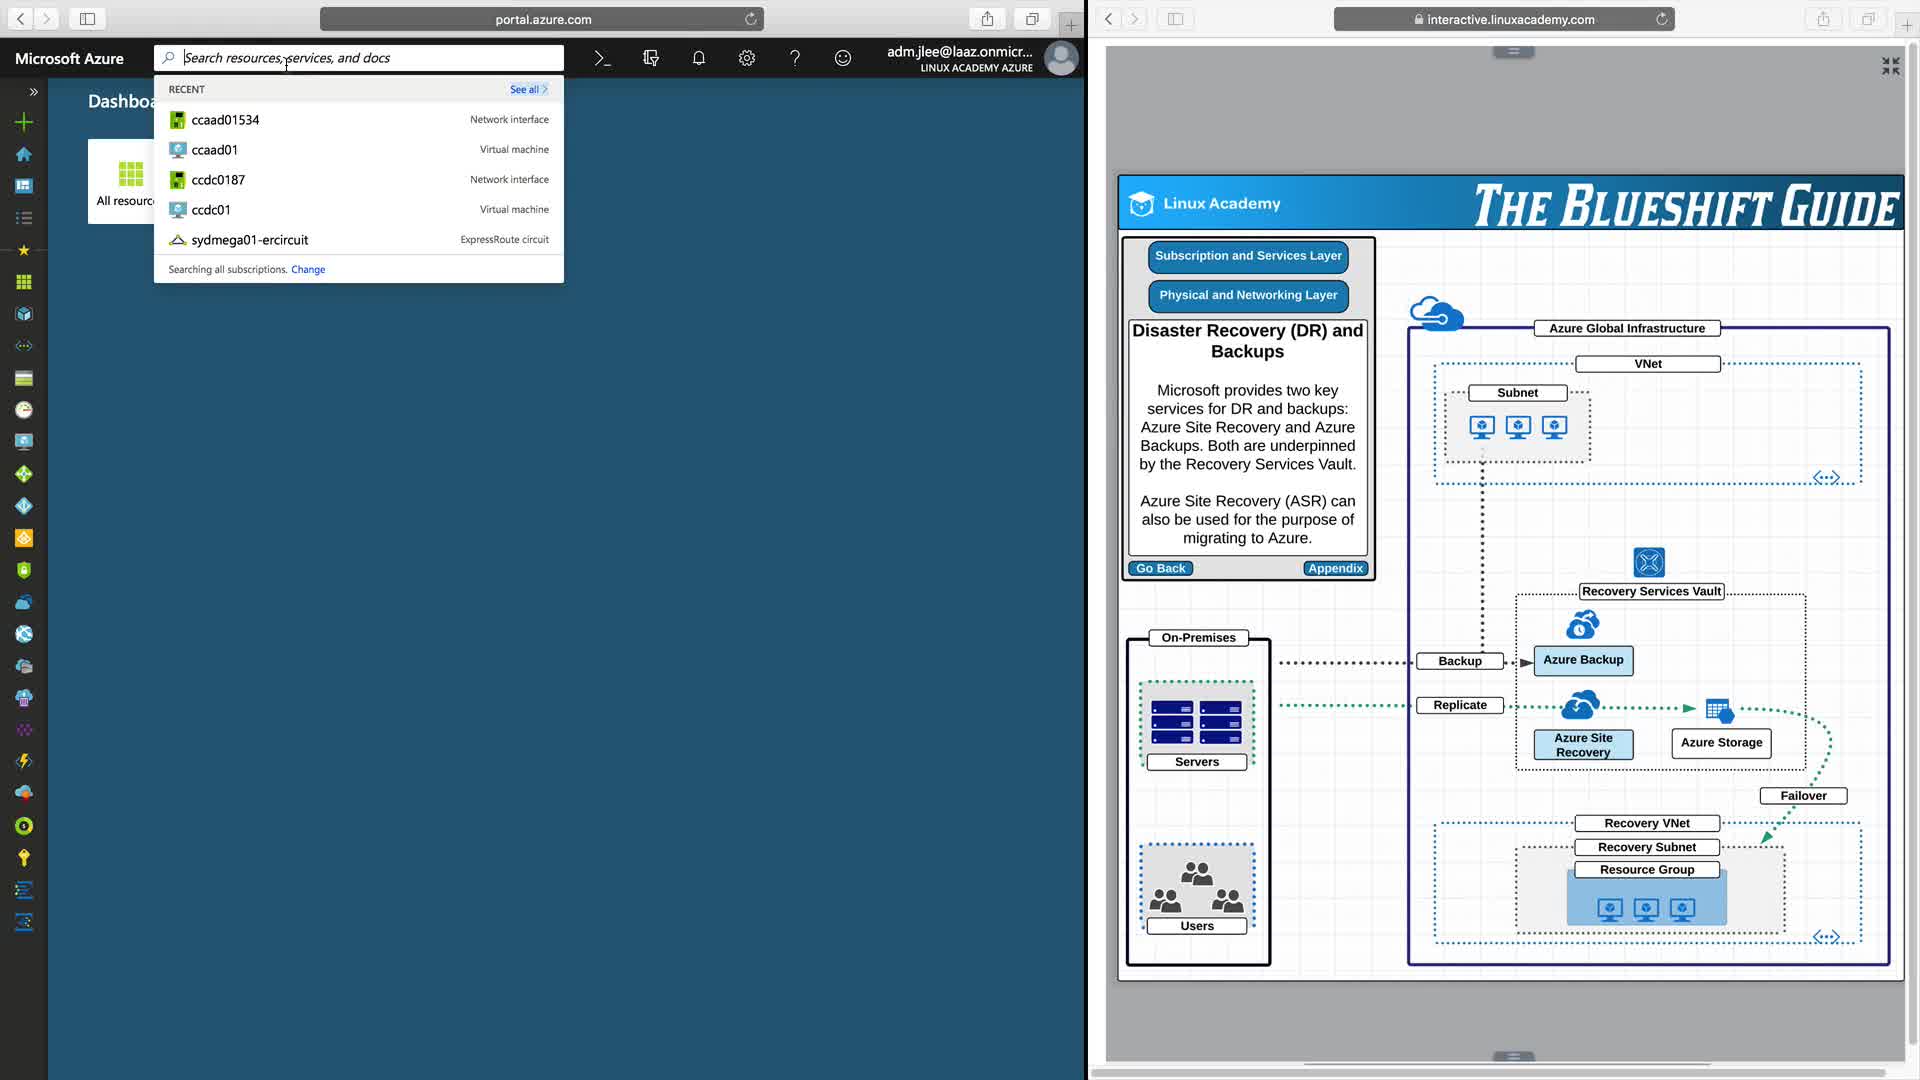 portal.azure.com
Microsoft Azure
Search resources, services, and docs
adm.jlee@laaz.onmicr...
LINUX ACADEMY AZURE
Dashbo
All resourc
RECENT
See all
ccaad01534
Network interface
ccaad01
Virtual machine
ccdc0187
Network interface
ccdc01
Virtual machine
sydmega01-ercircuit
ExpressRoute circuit
Searching all subscriptions. Change
interactive.linuxacademy.com
Linux Academy
THE BLUESHIFT GUIDE
Subscription and Services Layer
Physical and Networking Layer
Disaster Recovery (DR) and
Backups
Microsoft provides two key
services for DR and backups:
Azure Site Recovery and Azure
Backups. Both are underpinned
by the Recovery Services Vault.
Azure Site Recovery (ASR) can
also be used for the purpose of
migrating to Azure.
Go Back
Appendix
Azure Global Infrastructure
VNet
Subnet
Recovery Services Vault
On-Premises
Backup
Azure Backup
Replicate
Azure Site
Recovery
Azure Storage
Servers
Failover
Recovery VNet
Recovery Subnet
Resource Group
Users